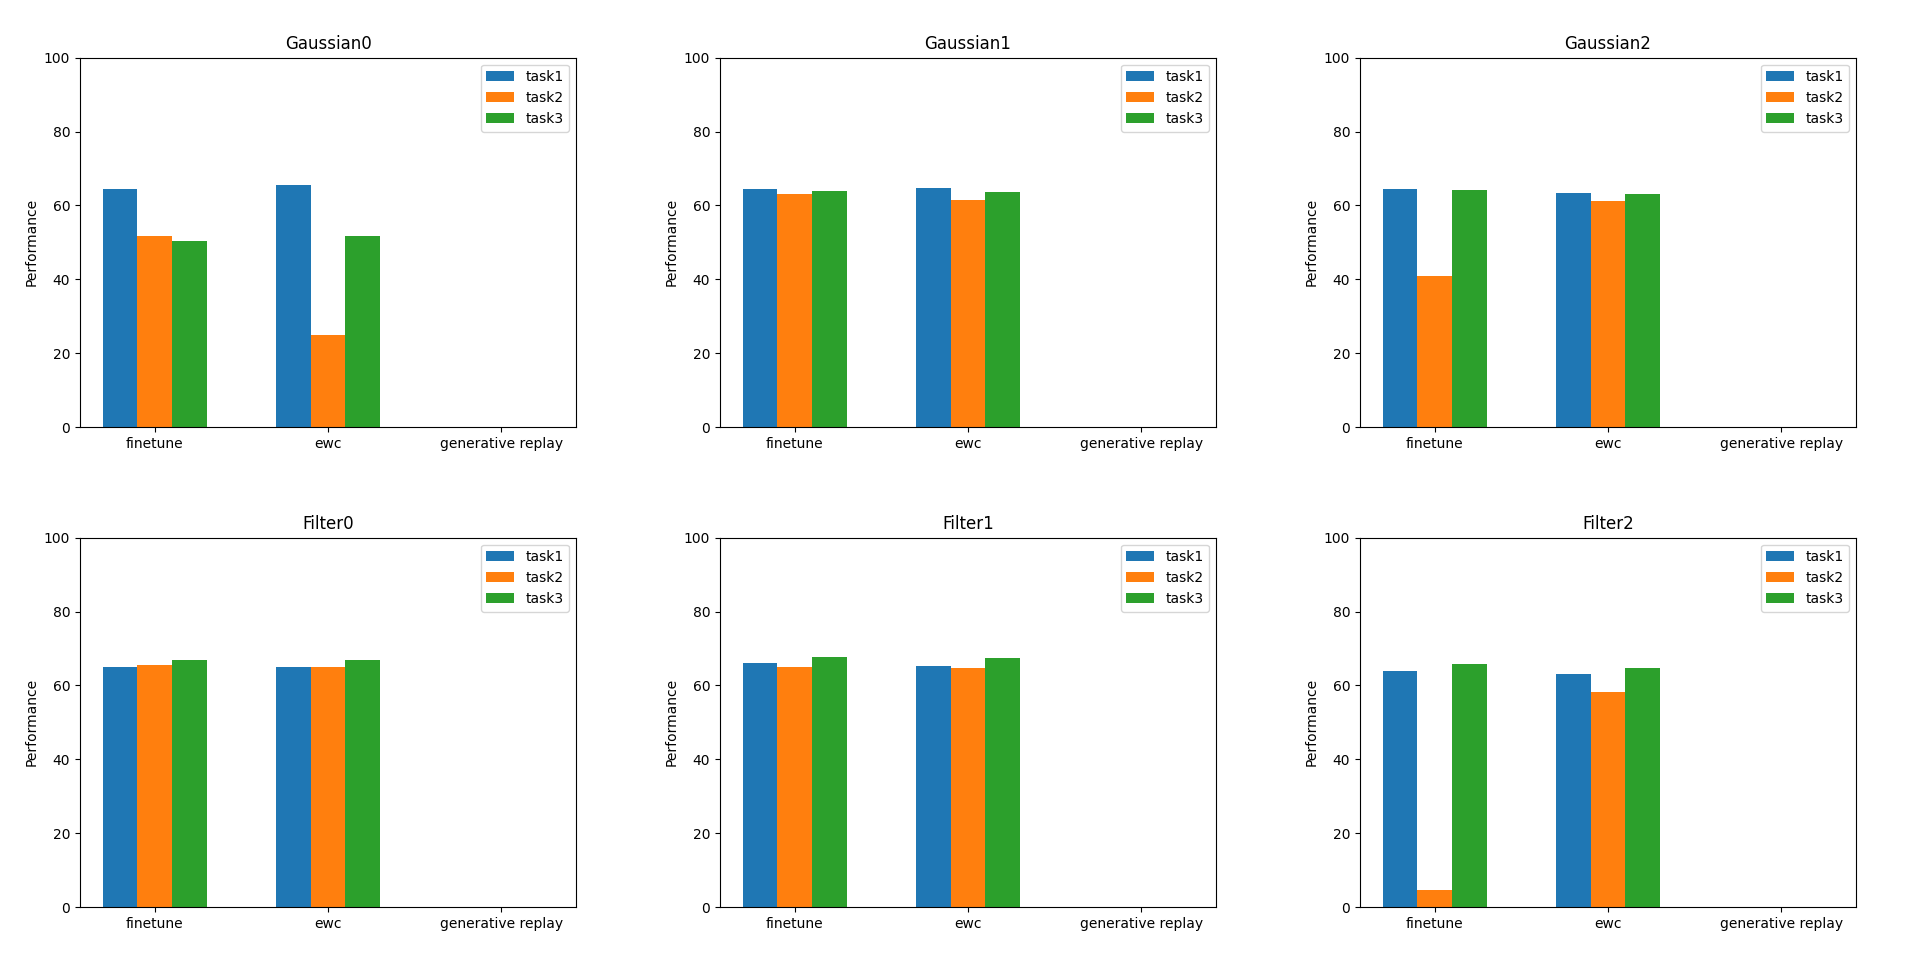 Gaussian0
100
80
60
40
20
0
Performance
task1
task2
task3
finetune ewc generative replay
Gaussian1
100
80
60
40
20
0
Performance
task1
task2
task3
finetune ewc generative replay
Gaussian2
100
80
60
40
20
0
Performance
task1
task2
task3
finetune ewc generative replay
Filter0
100
80
60
40
20
0
Performance
task1
task2
task3
finetune ewc generative replay
Filter1
100
80
60
40
20
0
Performance
task1
task2
task3
finetune ewc generative replay
Filter2
100
80
60
40
20
0
Performance
task1
task2
task3
finetune ewc generative replay